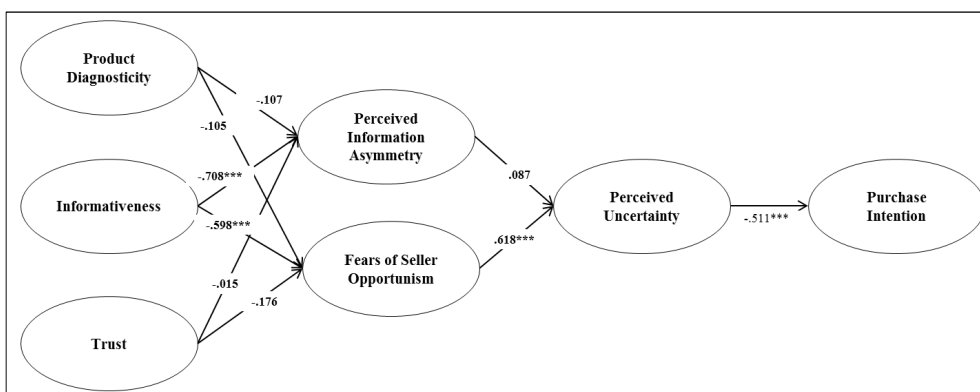 Product
Diagnosticity
-.107
-.105
Perceived
Information
Asymmetry
-.708***
.087
Informativeness
Perceived
Uncertainty
-.511***
Purchase
Intention
-.598***
.618***
Fears of Seller
Opportunism
-.015
-.176
Trust